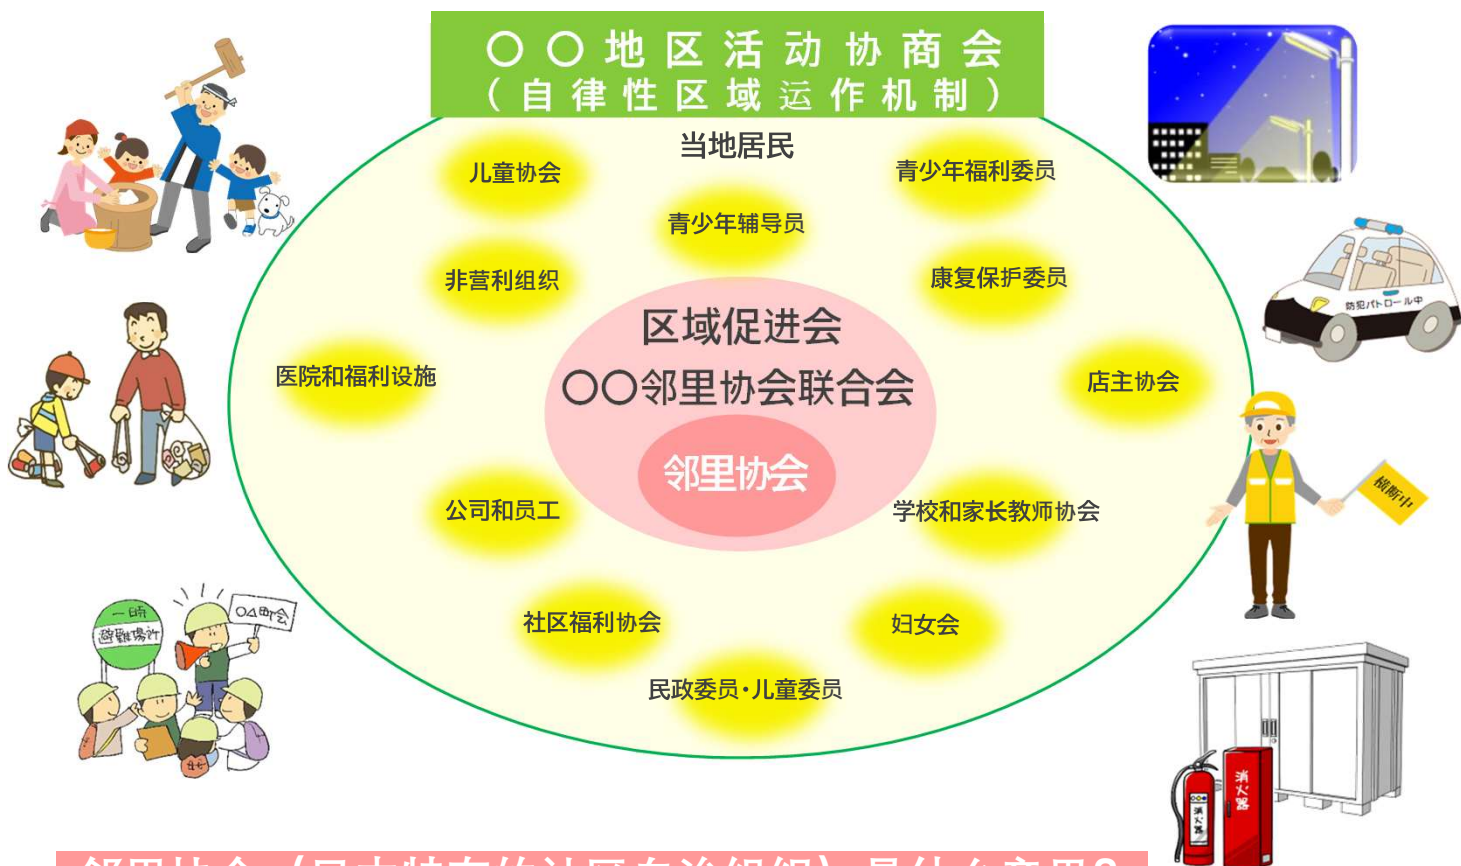 〇〇地区活动协商会
（自律性区域运作机制）
当地居民
儿童协会
青少年福利委员
青少年辅导员
非营利组织
康复保护委员
区域促进会
〇〇邻里协会联合会
邻里协会
医院和福利设施
店主协会
公司和员工
学校和家长教师协会
社区福利协会
妇女会
民政委员·儿童委员
防犯パトロール中
横断中
一時
避難場所
〇△町会
消火器
消火器